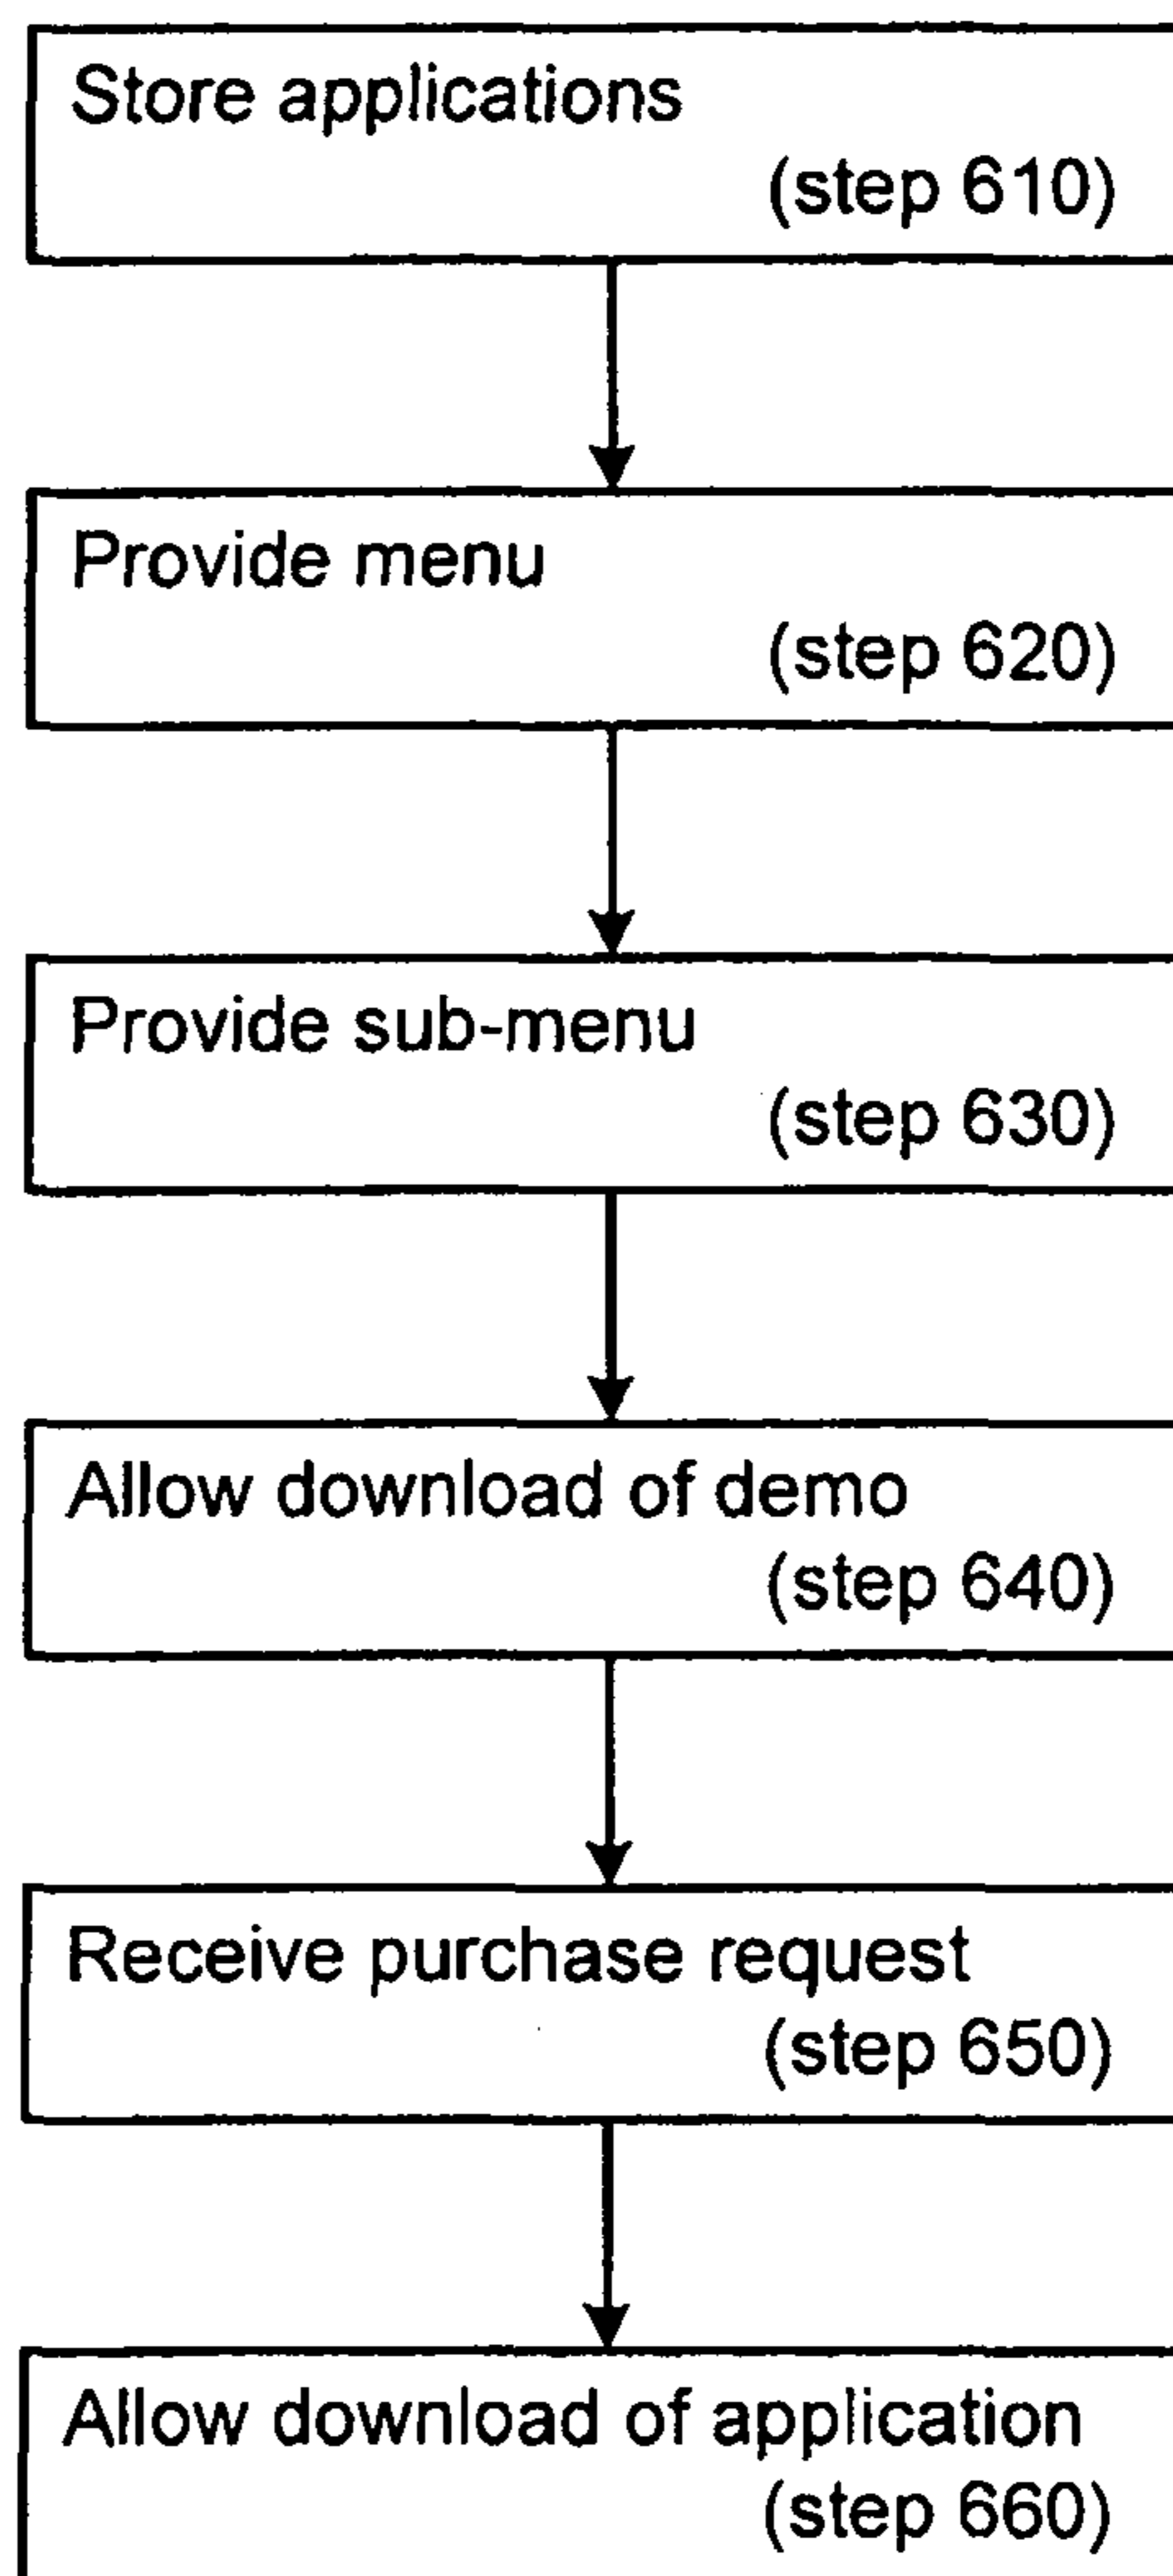 Store applications
(step 610)
Provide menu
(step 620)
Provide sub-menu
(step 630)
Allow download of demo
(step 640)
Receive purchase request
(step 650)
Allow download of application
(step 660)